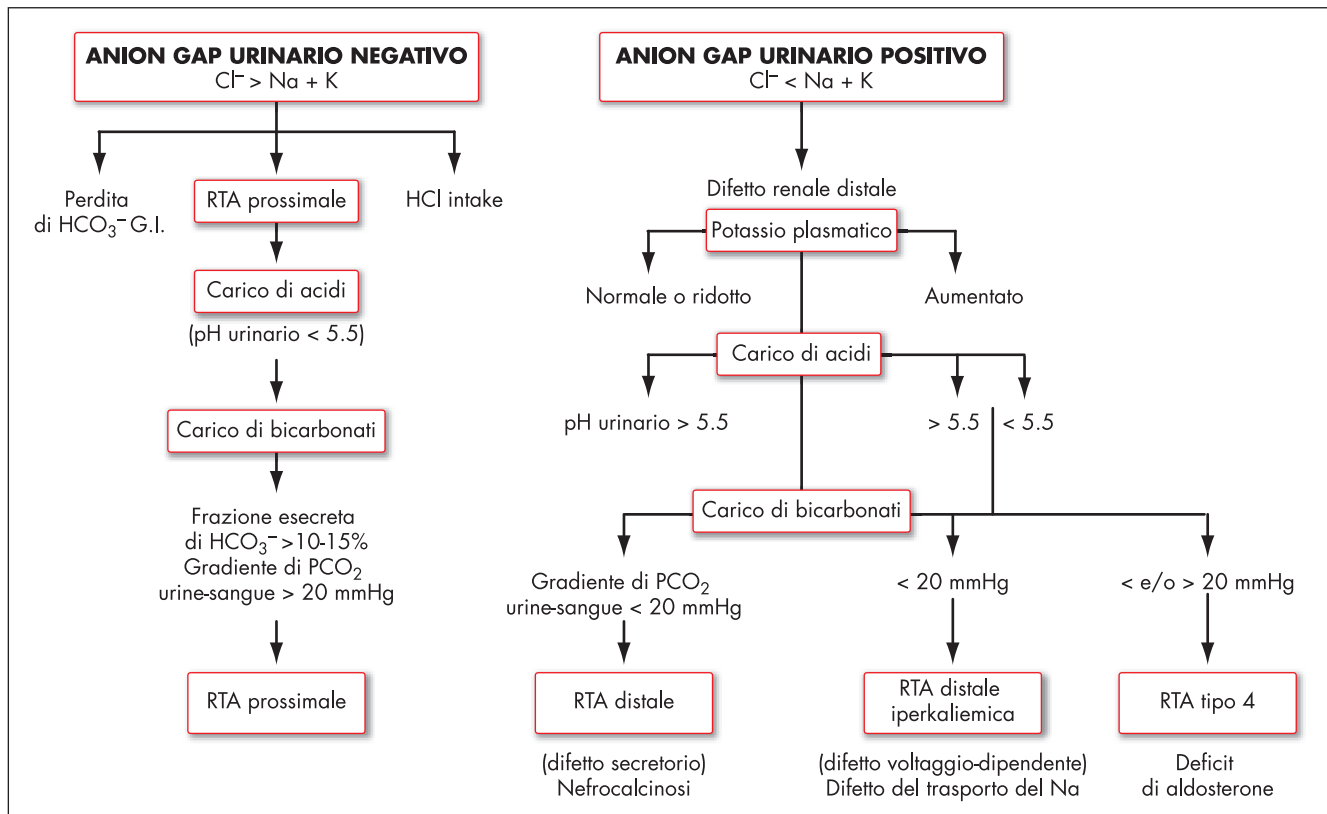 ANION GAP URINARIO NEGATIVO
Cl⁻ > Na + K
Perdita
di HCO₃⁻ G.I.
RTA prossimale
HCl intake
Carico di acidi
(pH urinario < 5.5)
Carico di bicarbonati
Frazione esecreta
di HCO₃⁻ >10-15%
Gradiente di PCO₂
urine-sangue > 20 mmHg
RTA prossimale
ANION GAP URINARIO POSITIVO
Cl⁻ < Na + K
Difetto renale distale
Potassio plasmatico
Normale o ridotto
Aumentato
Carico di acidi
pH urinario > 5.5
> 5.5
< 5.5
Carico di bicarbonati
Gradiente di PCO₂
urine-sangue < 20 mmHg
< 20 mmHg
< e/o > 20 mmHg
RTA distale
RTA distale
iperkaliemica
RTA tipo 4
(difetto secretorio)
Nefrocalcinosi
(difetto voltaggio-dipendente)
Difetto del trasporto del Na
Deficit
di aldosterone